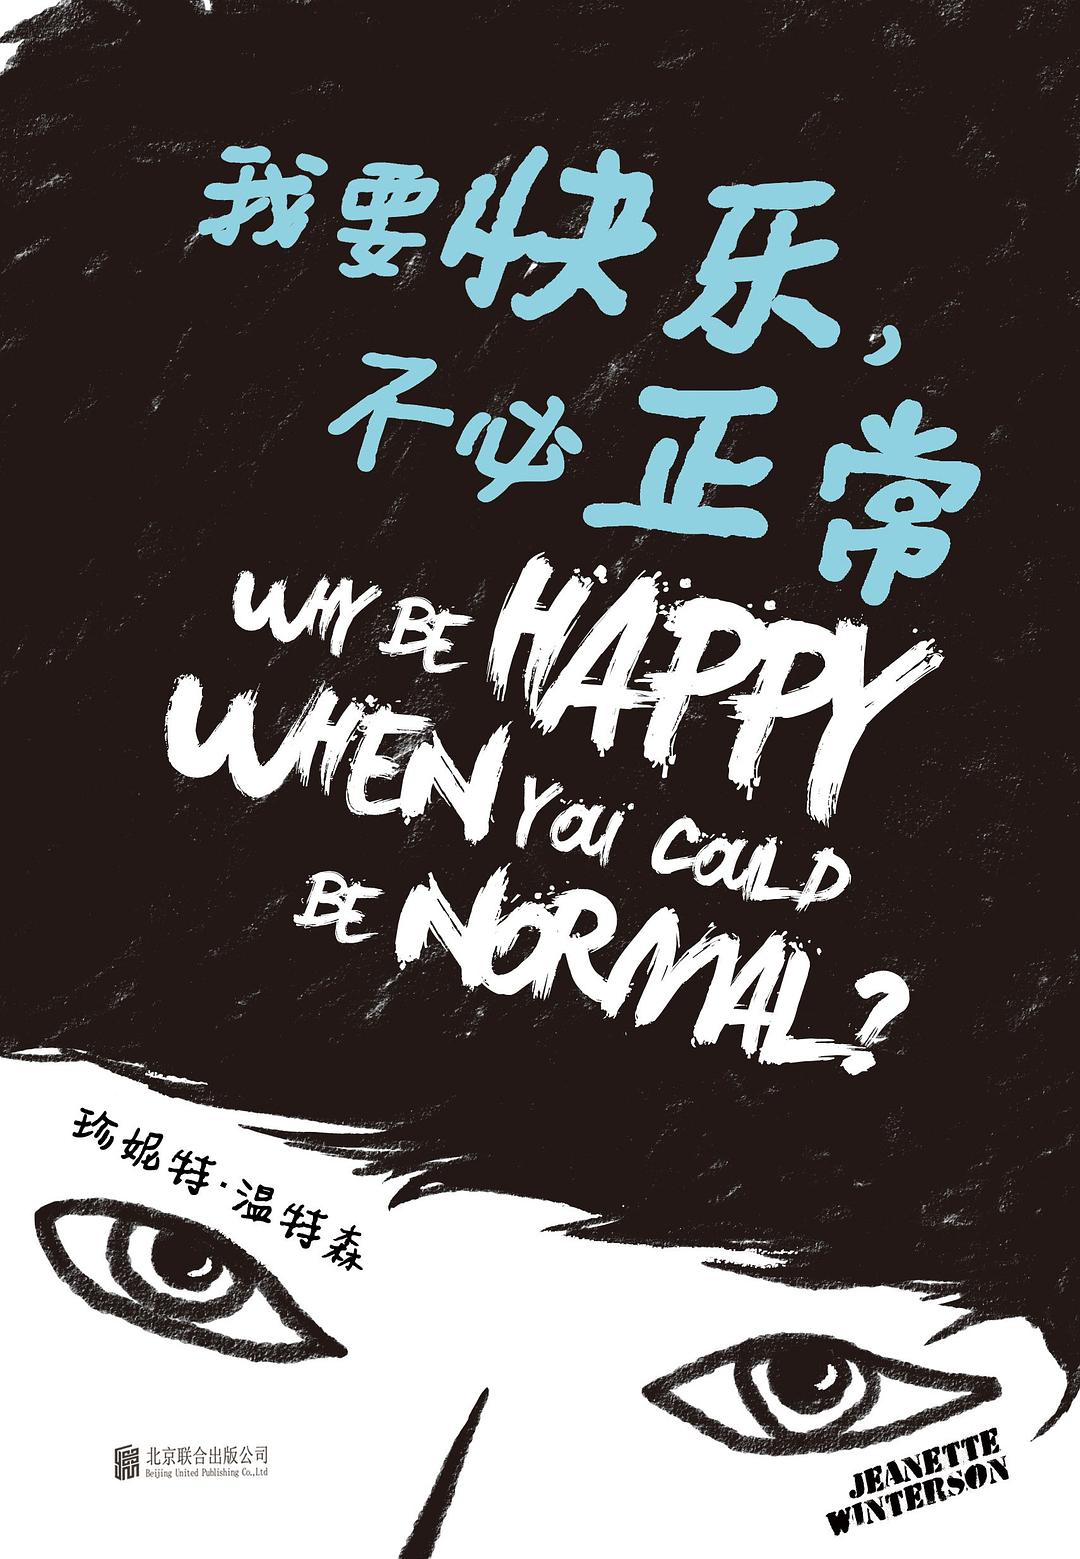 我要快乐，
不必正常
WHY BE HAPPY
WHEN YOU COULD
BE NORMAL?
珍妮特·温特森
北京联合出版公司
Beijing United Publishing Co.,Ltd
JEANETTE
WINTERSON